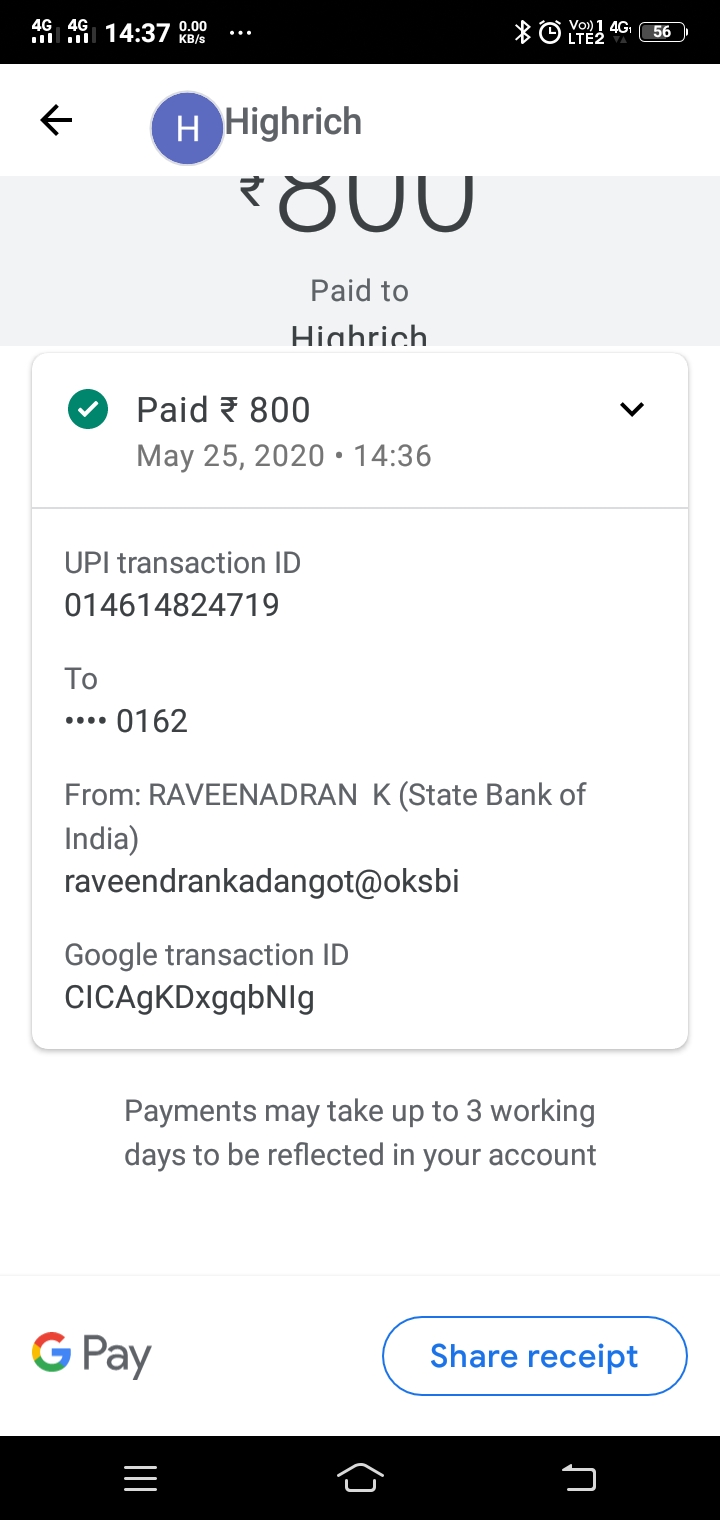 4G 4G 14:37 0.00 KB/s ... Vo)) 1 LTE2 4G 56
H Highrich
₹800
Paid to
Highrich
Paid ₹ 800
May 25, 2020 • 14:36
UPI transaction ID
014614824719
To
•••• 0162
From: RAVEENADRAN  K (State Bank of
India)
raveendrankadangot@oksbi
Google transaction ID
CICAgKDxgqbNIg
Payments may take up to 3 working
days to be reflected in your account
G Pay
Share receipt